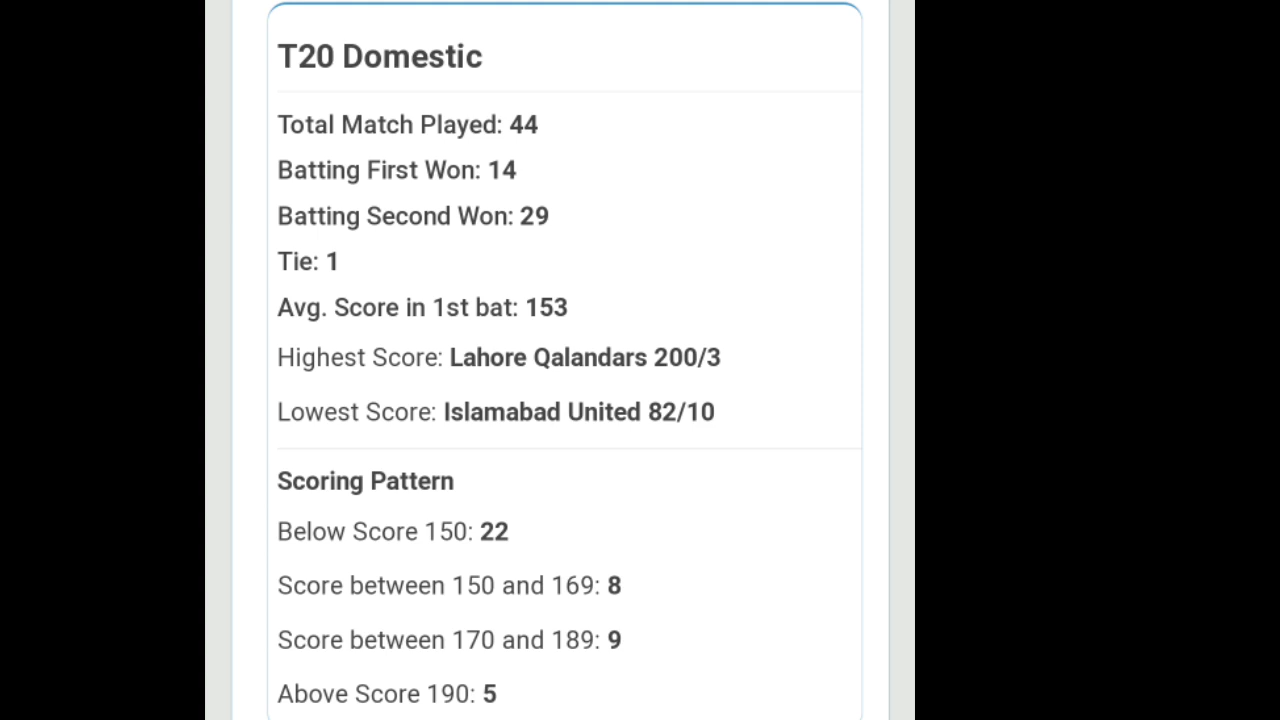 T20 Domestic
Total Match Played: 44
Batting First Won: 14
Batting Second Won: 29
Tie: 1
Avg. Score in 1st bat: 153
Highest Score: Lahore Qalandars 200/3
Lowest Score: Islamabad United 82/10
Scoring Pattern
Below Score 150: 22
Score between 150 and 169: 8
Score between 170 and 189: 9
Above Score 190: 5